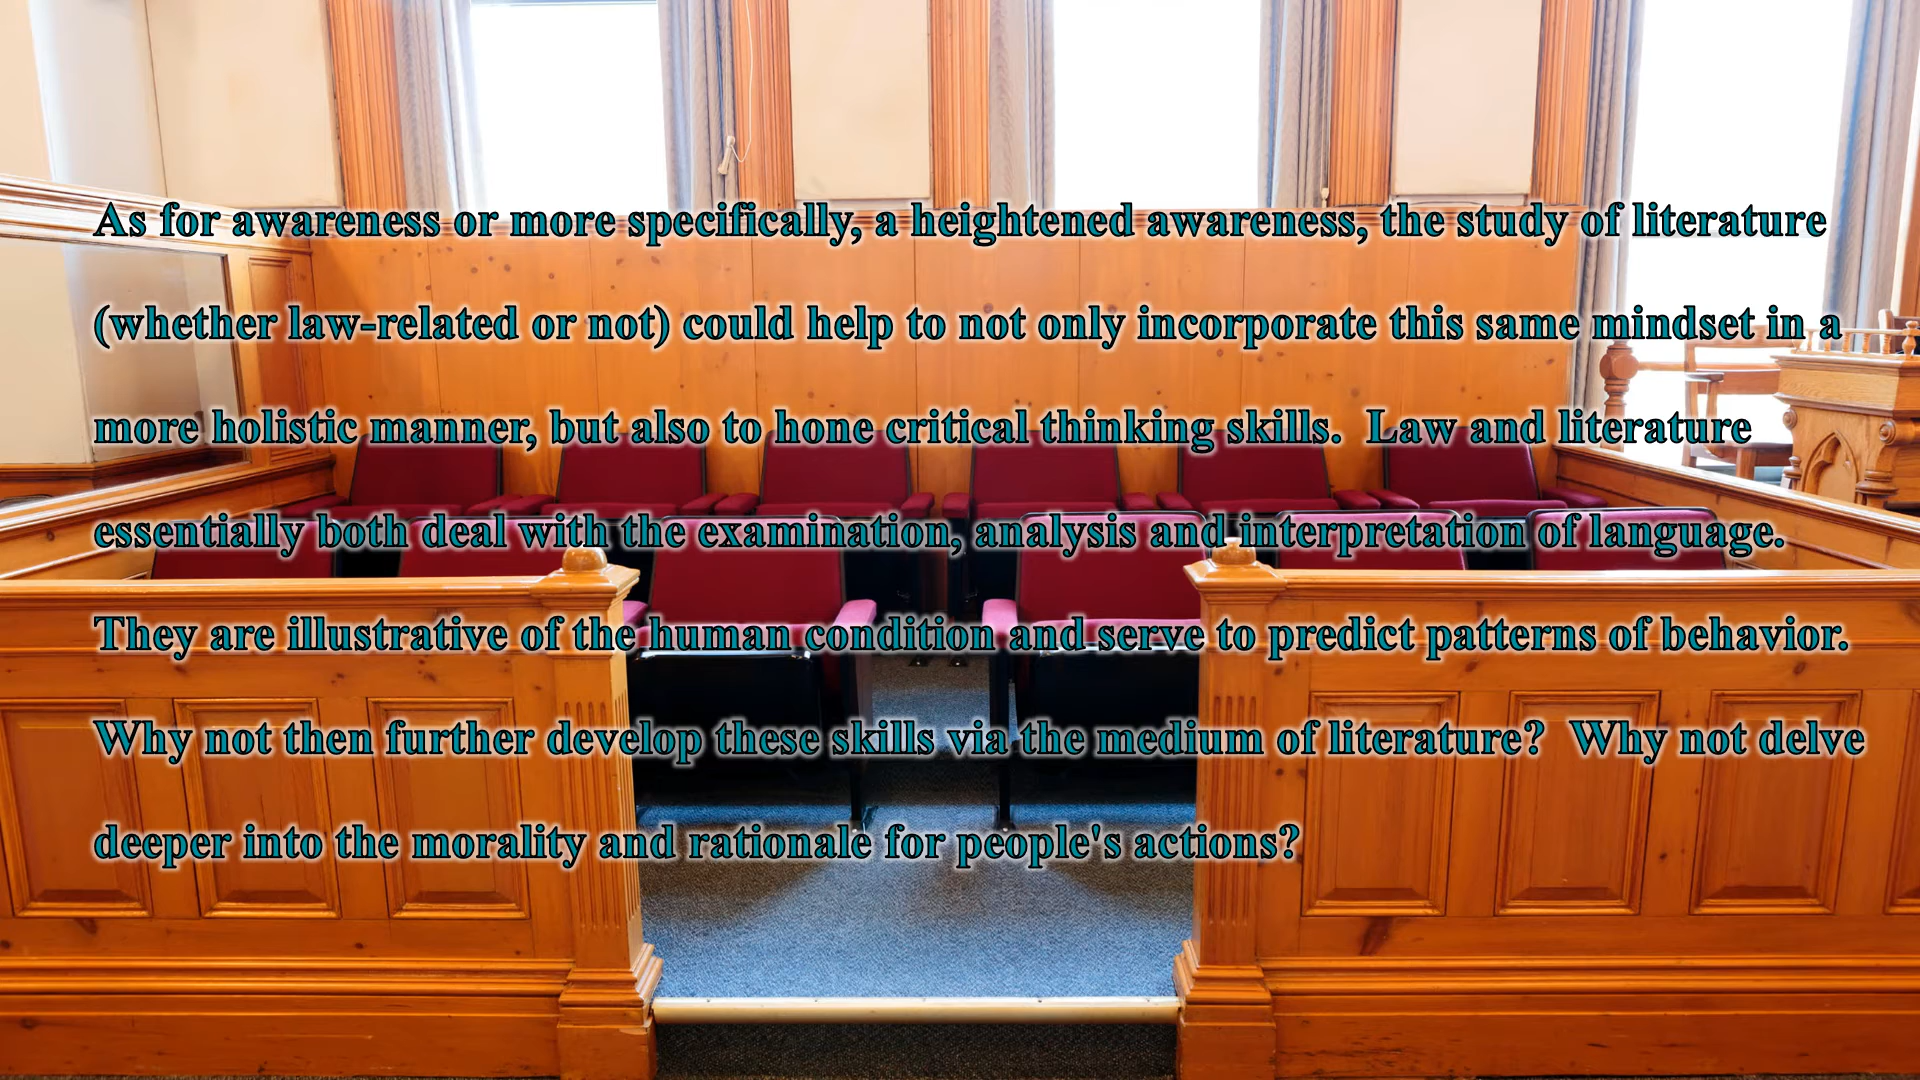 As for awareness or more specifically, a heightened awareness, the study of literature
(whether law-related or not) could help to not only incorporate this same mindset in a
more holistic manner, but also to hone critical thinking skills.  Law and literature
essentially both deal with the examination, analysis and interpretation of language.
They are illustrative of the human condition and serve to predict patterns of behavior.
Why not then further develop these skills via the medium of literature?  Why not delve
deeper into the morality and rationale for people's actions?